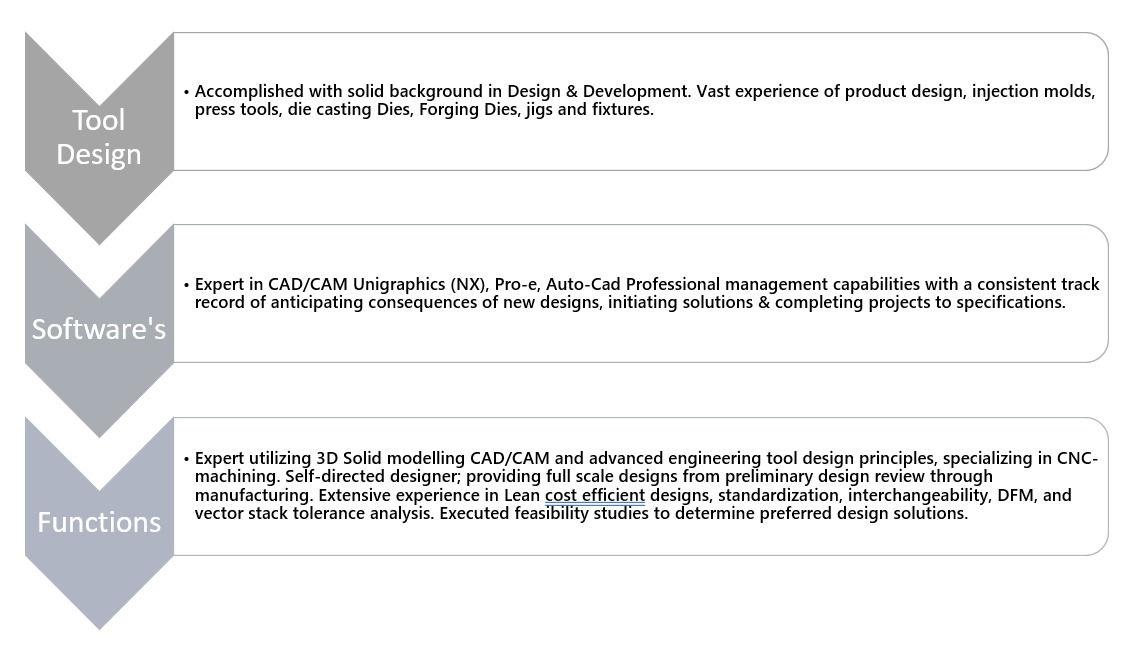 Tool
Design
• Accomplished with solid background in Design & Development. Vast experience of product design, injection molds,
press tools, die casting Dies, Forging Dies, jigs and fixtures.
Software's
• Expert in CAD/CAM Unigraphics (NX), Pro-e, Auto-Cad Professional management capabilities with a consistent track
record of anticipating consequences of new designs, initiating solutions & completing projects to specifications.
Functions
• Expert utilizing 3D Solid modelling CAD/CAM and advanced engineering tool design principles, specializing in CNC-
machining. Self-directed designer; providing full scale designs from preliminary design review through
manufacturing. Extensive experience in Lean cost efficient designs, standardization, interchangeability, DFM, and
vector stack tolerance analysis. Executed feasibility studies to determine preferred design solutions.